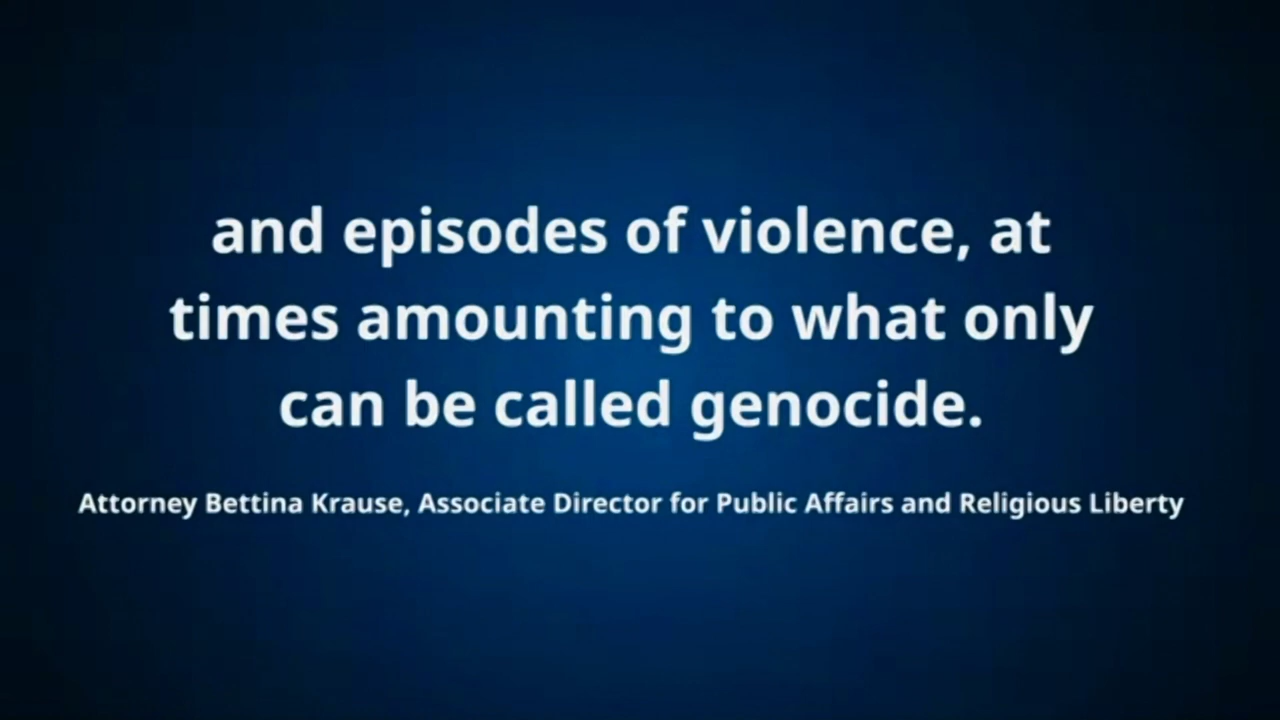 and episodes of violence, at
times amounting to what only
can be called genocide.
Attorney Bettina Krause, Associate Director for Public Affairs and Religious Liberty